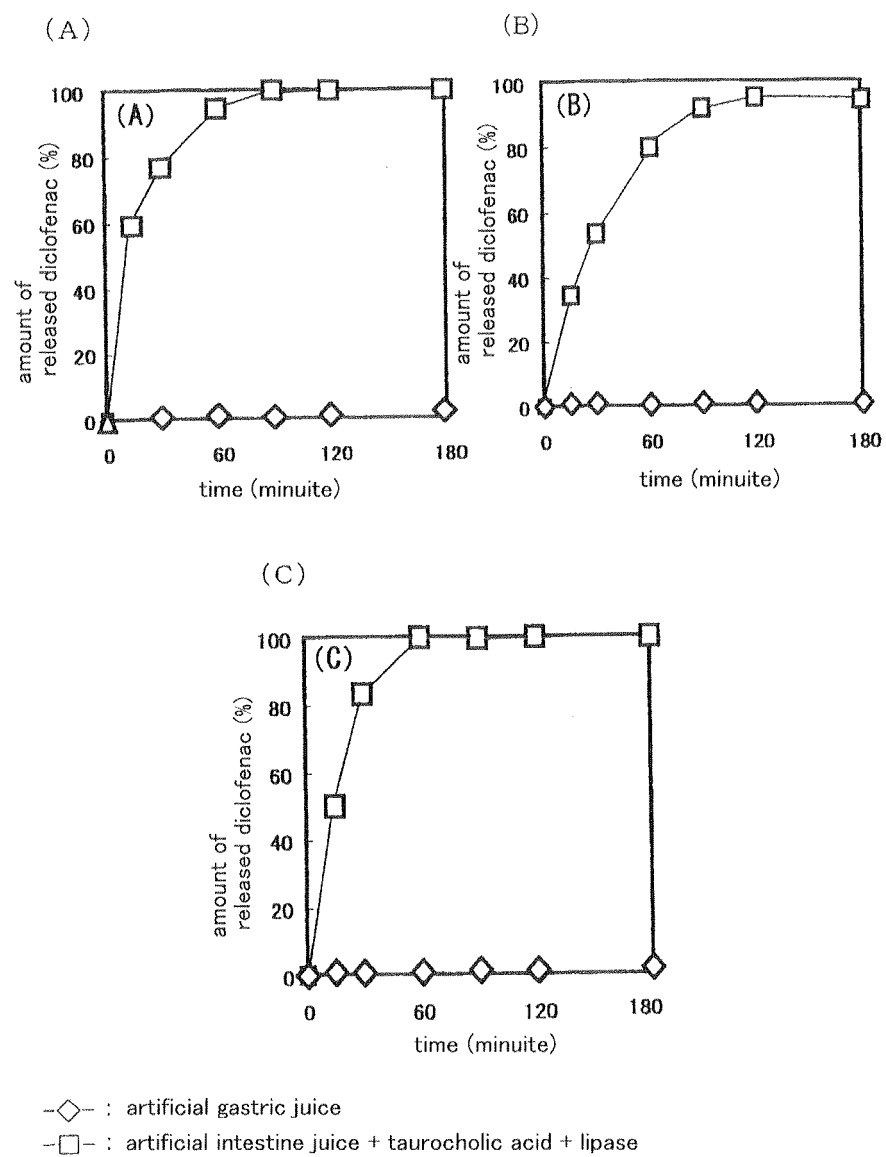 (A)
(B)
(A)
100
80
60
40
20
0
amount of
released diclofenac (%)
0 60 120 180
time (minuite)
(B)
100
80
60
40
20
0
amount of
released diclofenac (%)
0 60 120 180
time (minuite)
(C)
(C)
100
80
60
40
20
0
amount of
released diclofenac (%)
0 60 120 180
time (minuite)
: artificial gastric juice
: artificial intestine juice + taurocholic acid + lipase